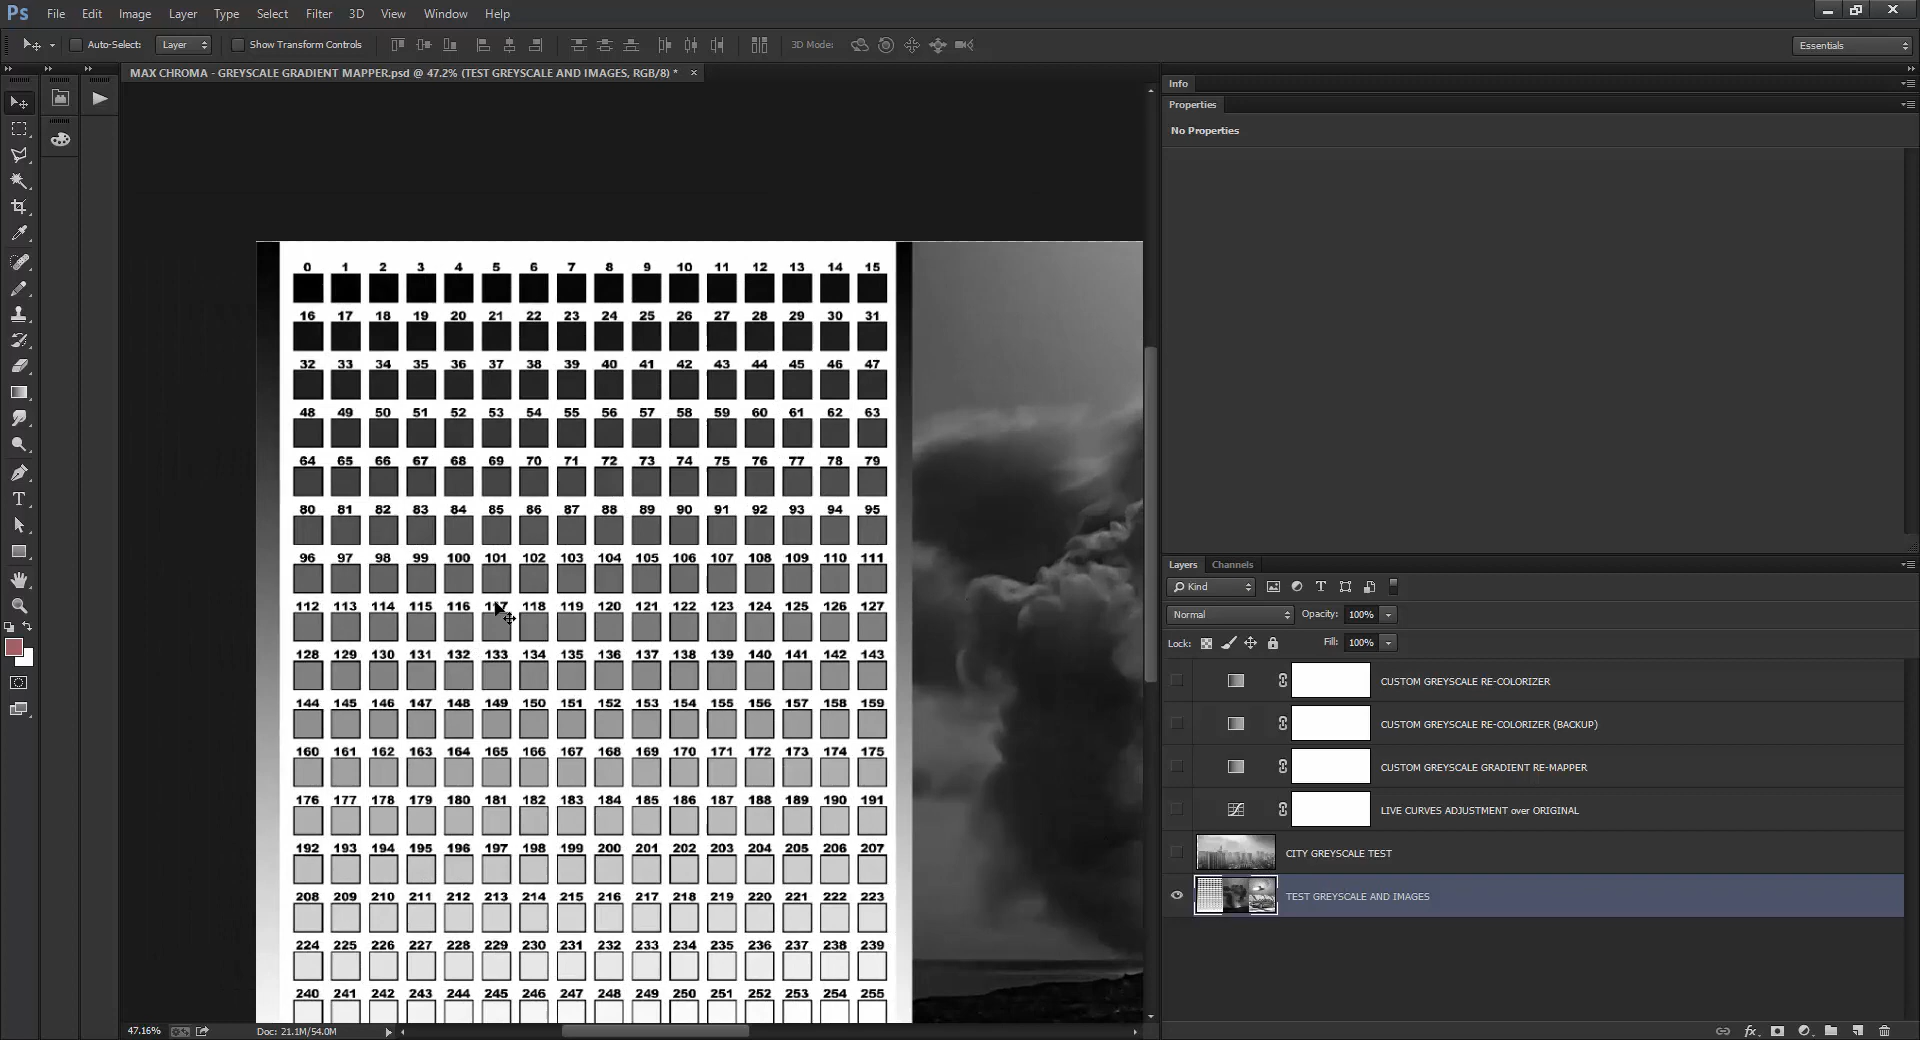 Ps File Edit Image Layer Type Select Filter 3D View Window Help
Auto-Select: Layer Show Transform Controls 3D Mode: Essentials
MAX CHROMA - GREYSCALE GRADIENT MAPPER.psd @ 47.2% (TEST GREYSCALE AND IMAGES, RGB/8) * ×
Info
Properties
No Properties
0 1 2 3 4 5 6 7 8 9 10 11 12 13 14 15
16 17 18 19 20 21 22 23 24 25 26 27 28 29 30 31
32 33 34 35 36 37 38 39 40 41 42 43 44 45 46 47
48 49 50 51 52 53 54 55 56 57 58 59 60 61 62 63
64 65 66 67 68 69 70 71 72 73 74 75 76 77 78 79
80 81 82 83 84 85 86 87 88 89 90 91 92 93 94 95
96 97 98 99 100 101 102 103 104 105 106 107 108 109 110 111
112 113 114 115 116 117 118 119 120 121 122 123 124 125 126 127
128 129 130 131 132 133 134 135 136 137 138 139 140 141 142 143
144 145 146 147 148 149 150 151 152 153 154 155 156 157 158 159
160 161 162 163 164 165 166 167 168 169 170 171 172 173 174 175
176 177 178 179 180 181 182 183 184 185 186 187 188 189 190 191
192 193 194 195 196 197 198 199 200 201 202 203 204 205 206 207
208 209 210 211 212 213 214 215 216 217 218 219 220 221 222 223
224 225 226 227 228 229 230 231 232 233 234 235 236 237 238 239
240 241 242 243 244 245 246 247 248 249 250 251 252 253 254 255
Layers Channels
Kind
Normal Opacity: 100%
Lock: Fill: 100%
CUSTOM GREYSCALE RE-COLORIZER
CUSTOM GREYSCALE RE-COLORIZER (BACKUP)
CUSTOM GREYSCALE GRADIENT RE-MAPPER
LIVE CURVES ADJUSTMENT over ORIGINAL
CITY GREYSCALE TEST
TEST GREYSCALE AND IMAGES
47.16% Doc: 21.1M/54.0M